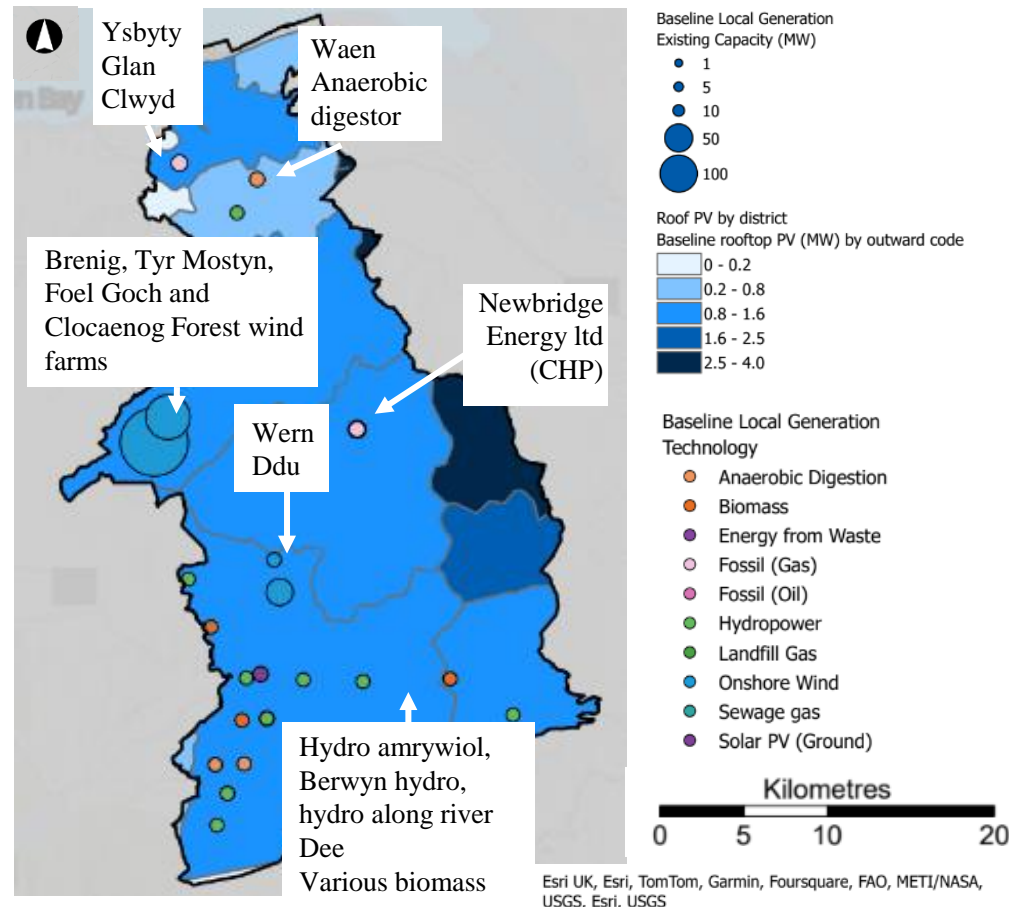 Ysbyty
Glan
Clwyd
Waen
Anaerobic
digestor
Brenig, Tyr Mostyn,
Foel Goch and
Clocaenog Forest wind
farms
Newbridge
Energy ltd
(CHP)
Wern
Ddu
Hydro amrywiol,
Berwyn hydro,
hydro along river
Dee
Various biomass
Baseline Local Generation
Existing Capacity (MW)
1
5
10
50
100
Roof PV by district
Baseline rooftop PV (MW) by outward code
0 - 0.2
0.2 - 0.8
0.8 - 1.6
1.6 - 2.5
2.5 - 4.0
Baseline Local Generation
Technology
Anaerobic Digestion
Biomass
Energy from Waste
Fossil (Gas)
Fossil (Oil)
Hydropower
Landfill Gas
Onshore Wind
Sewage gas
Solar PV (Ground)
Kilometres
0 5 10 20
Esri UK, Esri, TomTom, Garmin, Foursquare, FAO, METI/NASA,
USGS, Esri, USGS
Bay